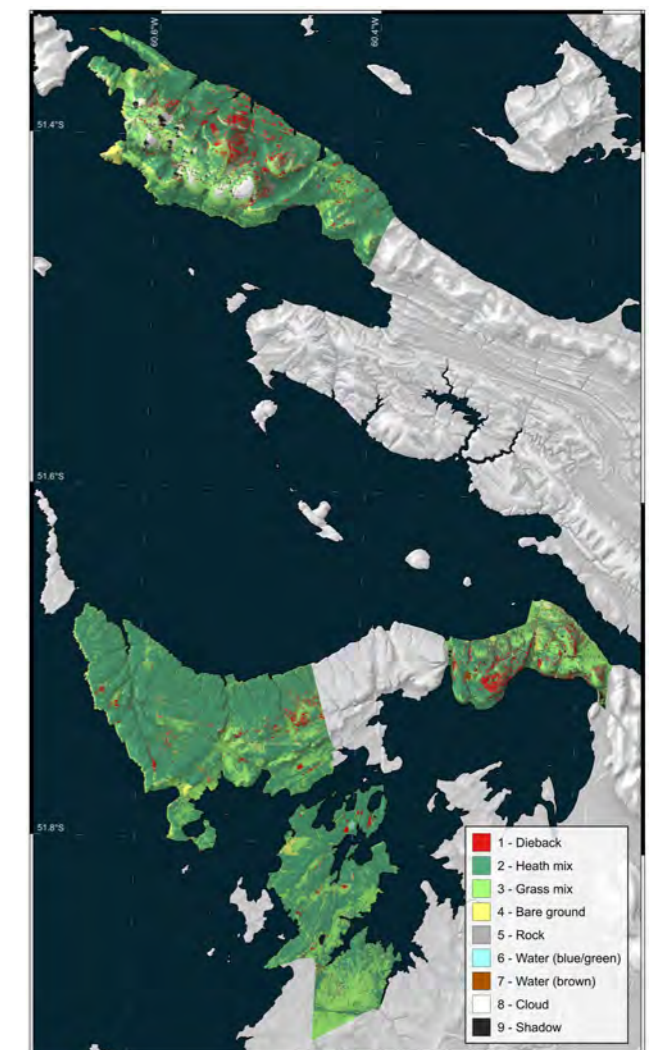 60.6°W
60.4°W
51.4°S
51.6°S
51.8°S
1 - Dieback
2 - Heath mix
3 - Grass mix
4 - Bare ground
5 - Rock
6 - Water (blue/green)
7 - Water (brown)
8 - Cloud
9 - Shadow